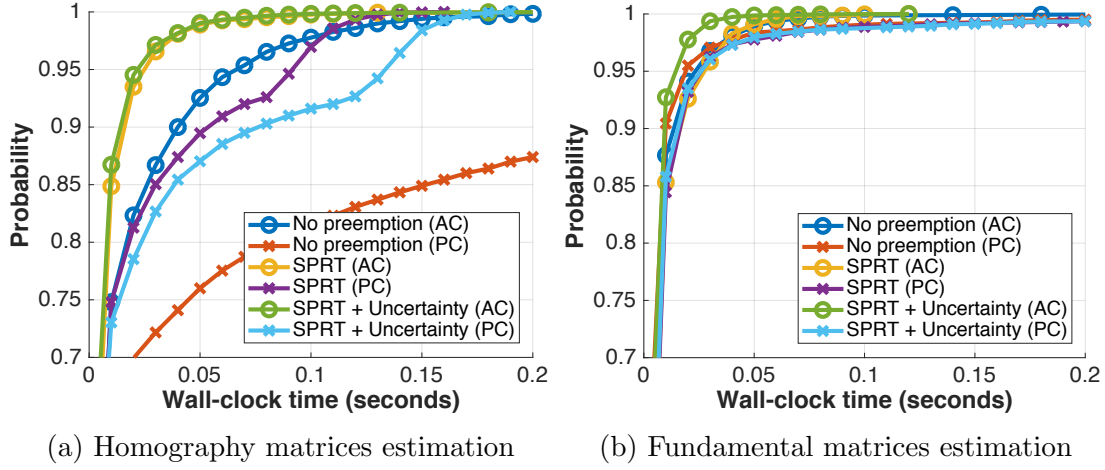 1
0.95
0.9
0.85
0.8
0.75
0.7
Probability
0 0.05 0.1 0.15 0.2
Wall-clock time (seconds)
No preemption (AC)
No preemption (PC)
SPRT (AC)
SPRT (PC)
SPRT + Uncertainty (AC)
SPRT + Uncertainty (PC)
(a) Homography matrices estimation
1
0.95
0.9
0.85
0.8
0.75
0.7
Probability
0 0.05 0.1 0.15 0.2
Wall-clock time (seconds)
No preemption (AC)
No preemption (PC)
SPRT (AC)
SPRT (PC)
SPRT + Uncertainty (AC)
SPRT + Uncertainty (PC)
(b) Fundamental matrices estimation